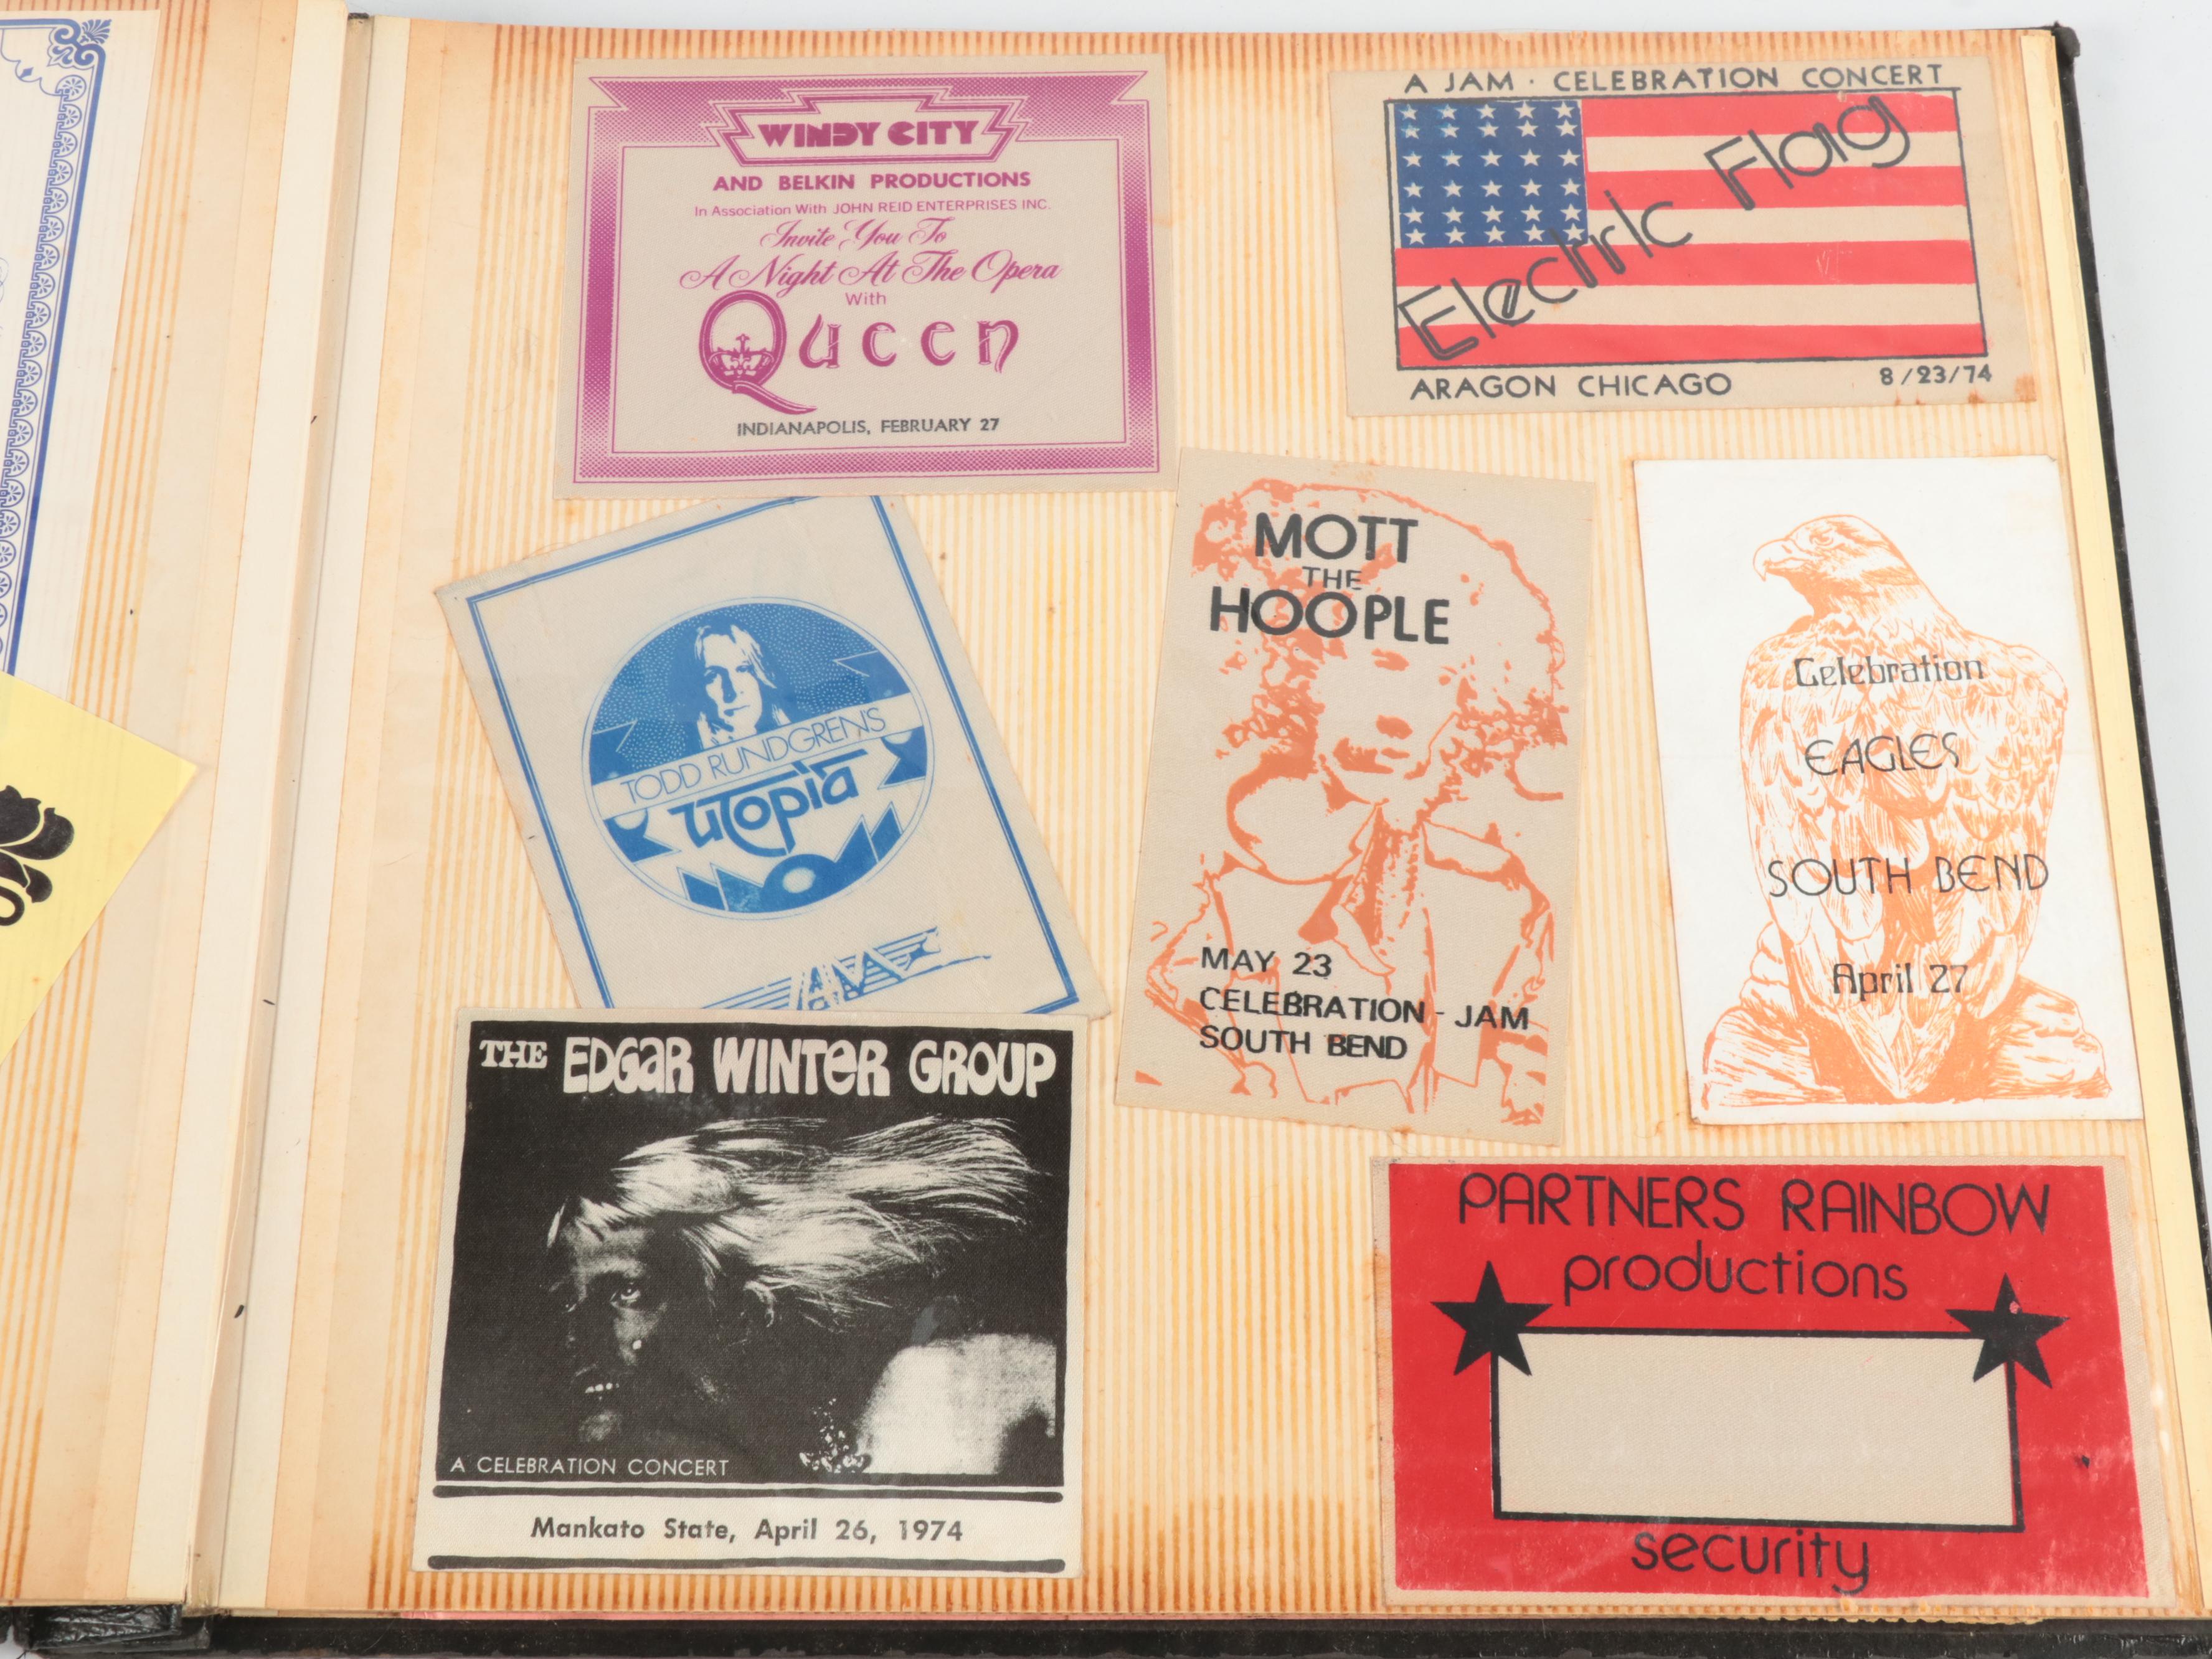 WINDY CITY
AND BELKIN PRODUCTIONS
In Association With JOHN REID ENTERPRISES INC.
Invite You To
A Night At The Opera
With
Queen
INDIANAPOLIS, FEBRUARY 27
A JAM · CELEBRATION CONCERT
Electric Flag
ARAGON CHICAGO 8/23/74
TODD RUNDGREN'S
utopia
MOTT
THE
HOOPLE
MAY 23
CELEBRATION - JAM
SOUTH BEND
Celebration
EAGLES
SOUTH BEND
April 27
THE EDGAR WINTER GROUP
A CELEBRATION CONCERT
Mankato State, April 26, 1974
PARTNERS RAINBOW
productions
security